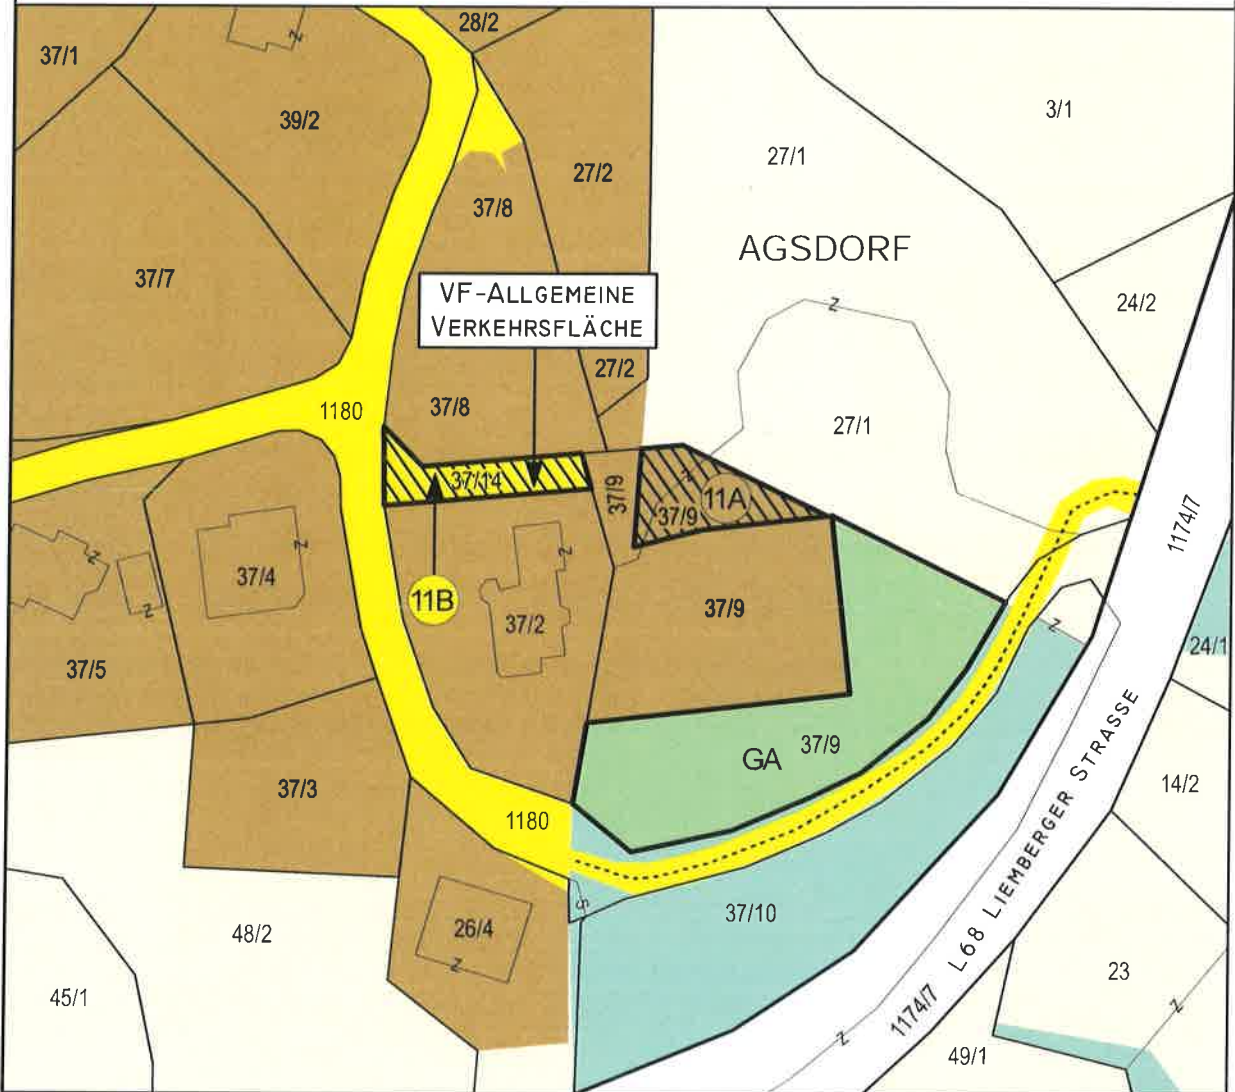 28/2
37/1
39/2
3/1
27/1
27/2
37/8
AGSDORF
37/7
VF-ALLGEMEINE
VERKEHRSFLÄCHE
24/2
27/2
1180
37/8
27/1
37/14
37/9
11A
37/9
1174/7
37/4
11B
37/2
37/9
37/5
24/1
GA
37/9
37/3
14/2
1180
L68 LIEMBERGER STRASSE
37/10
26/4
48/2
23
45/1
1174/7
49/1
z
z
z
z
z
z
z
z
z
z
z
z
s